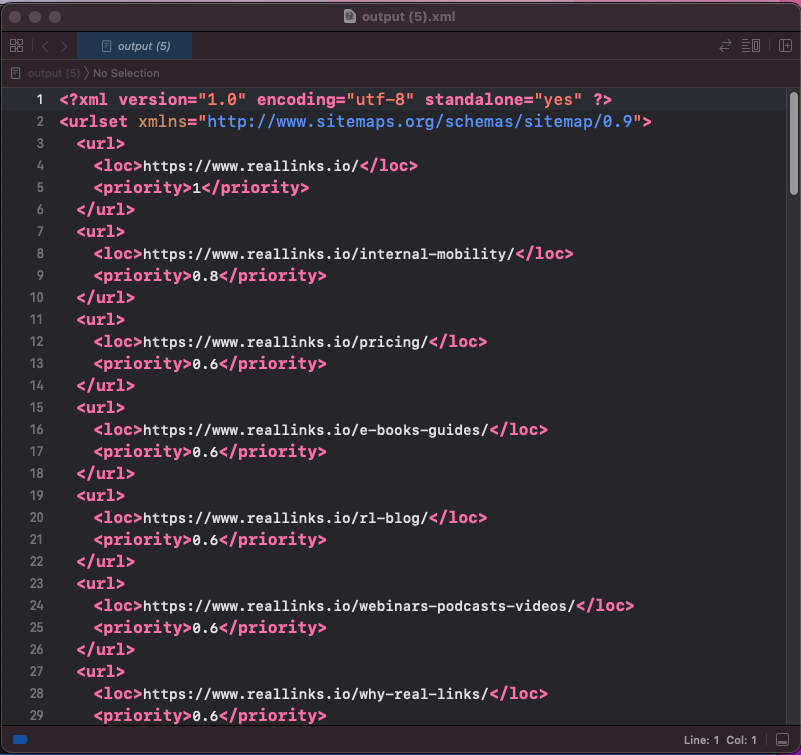 output (5).xml
output (5)
output (5) No Selection
1 <?xml version="1.0" encoding="utf-8" standalone="yes" ?>
2 <urlset xmlns="http://www.sitemaps.org/schemas/sitemap/0.9">
3 <url>
4 <loc>https://www.reallinks.io/</loc>
5 <priority>1</priority>
6 </url>
7 <url>
8 <loc>https://www.reallinks.io/internal-mobility/</loc>
9 <priority>0.8</priority>
10 </url>
11 <url>
12 <loc>https://www.reallinks.io/pricing/</loc>
13 <priority>0.6</priority>
14 </url>
15 <url>
16 <loc>https://www.reallinks.io/e-books-guides/</loc>
17 <priority>0.6</priority>
18 </url>
19 <url>
20 <loc>https://www.reallinks.io/rl-blog/</loc>
21 <priority>0.6</priority>
22 </url>
23 <url>
24 <loc>https://www.reallinks.io/webinars-podcasts-videos/</loc>
25 <priority>0.6</priority>
26 </url>
27 <url>
28 <loc>https://www.reallinks.io/why-real-links/</loc>
29 <priority>0.6</priority>
Line: 1 Col: 1